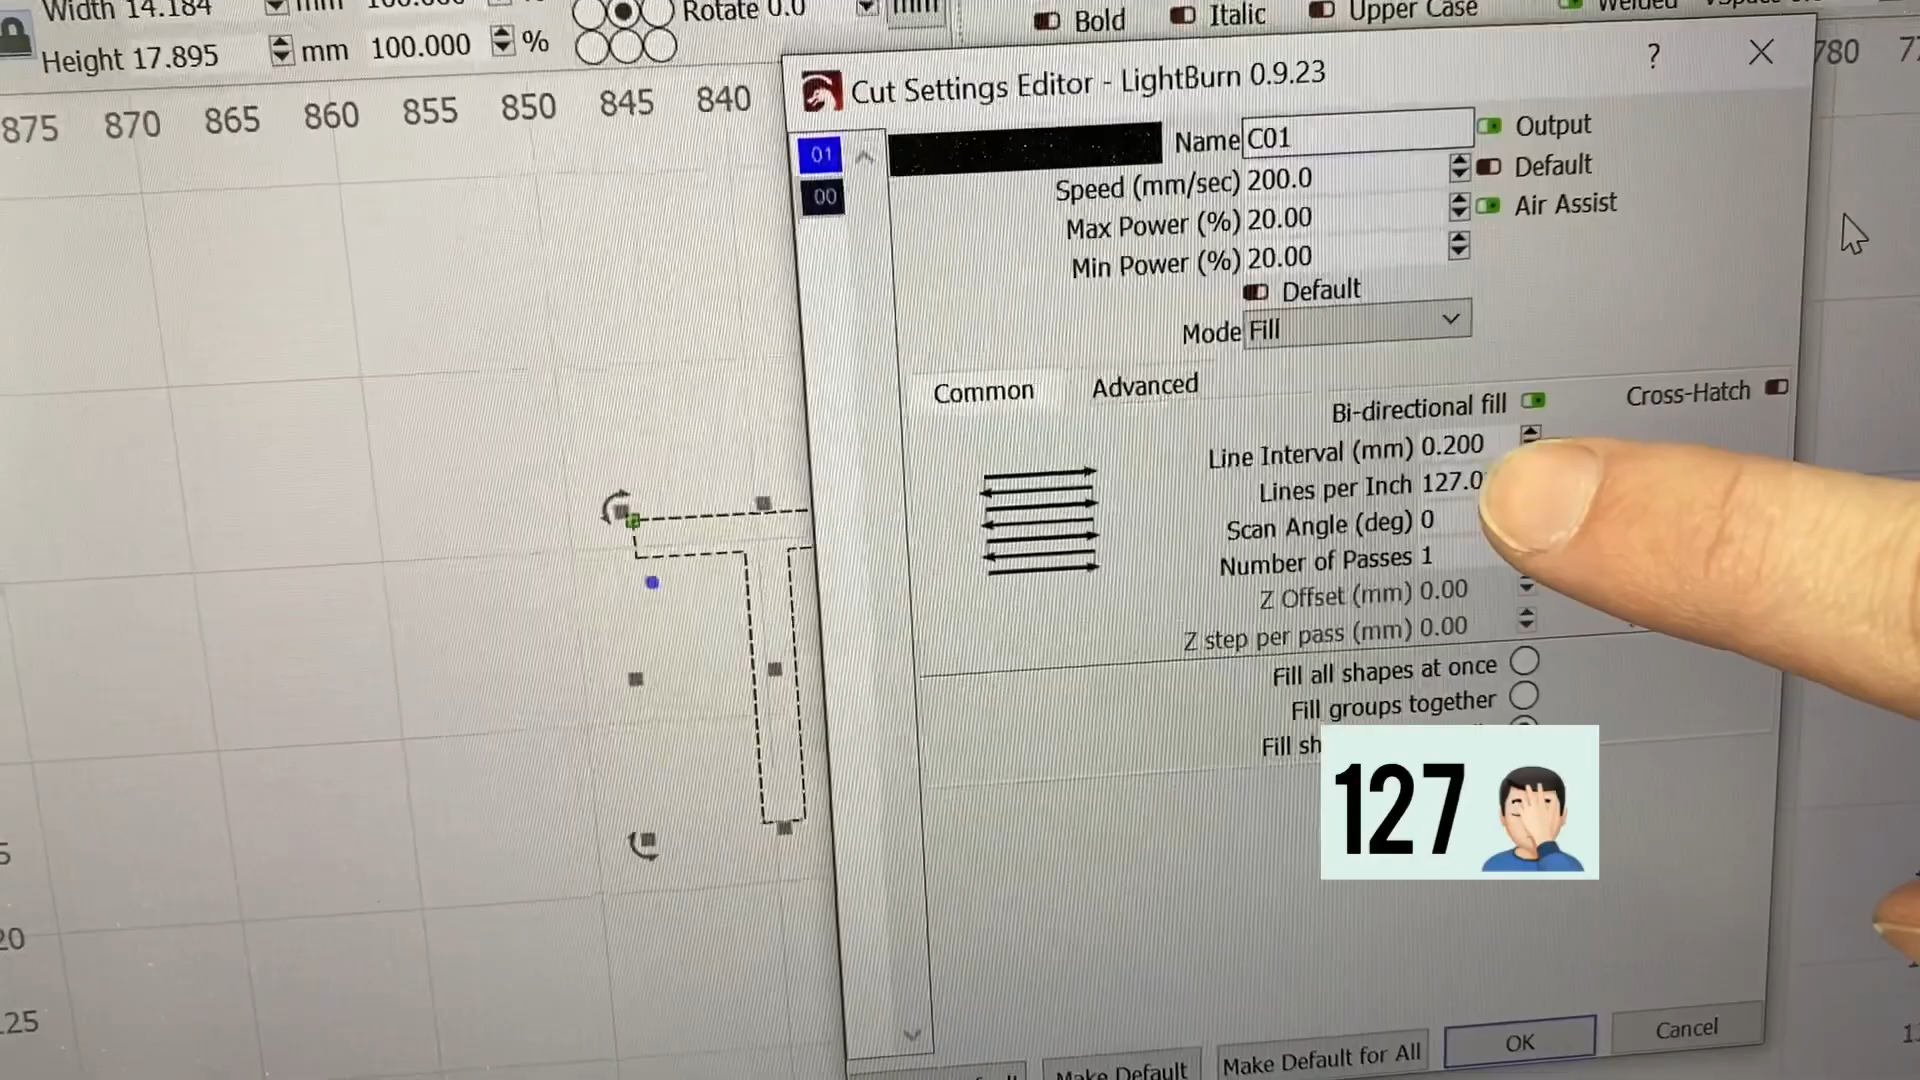 Width 14.184
mm
Height 17.895 mm 100.000 %
Rotate 0.0
mm
Bold Italic Upper Case Welded
875 870 865 860 855 850 845 840 780
Cut Settings Editor - LightBurn 0.9.23 ?
01
00
Name C01 Output
Speed (mm/sec) 200.0 Default
Max Power (%) 20.00 Air Assist
Min Power (%) 20.00
Default
Mode Fill
Common Advanced
Bi-directional fill Cross-Hatch
Line Interval (mm) 0.200
Lines per Inch 127.0
Scan Angle (deg) 0
Number of Passes 1
Z Offset (mm) 0.00
Z step per pass (mm) 0.00
Fill all shapes at once
Fill groups together
Fill
127
Make Default Make Default for All OK Cancel